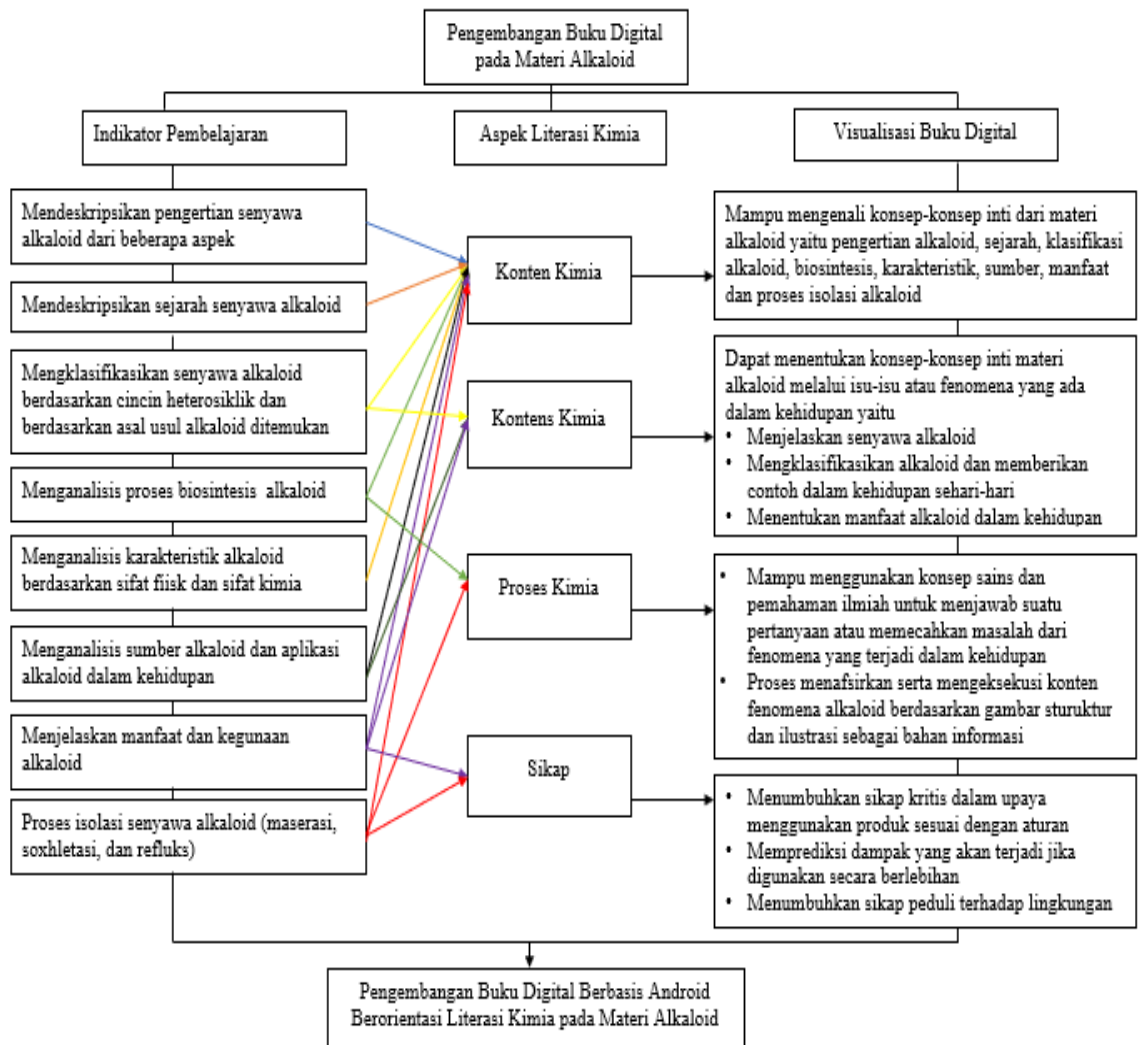 Pengembangan Buku Digital
pada Materi Alkaloid
Indikator Pembelajaran
Aspek Literasi Kimia
Visualisasi Buku Digital
Mendeskripsikan pengertian senyawa
alkaloid dari beberapa aspek
Mendeskripsikan sejarah senyawa alkaloid
Mengklasifikasikan senyawa alkaloid
berdasarkan cincin heterosiklik dan
berdasarkan asal usul alkaloid ditemukan
Menganalisis proses biosintesis alkaloid
Menganalisis karakteristik alkaloid
berdasarkan sifat fiisk dan sifat kimia
Menganalisis sumber alkaloid dan aplikasi
alkaloid dalam kehidupan
Menjelaskan manfaat dan kegunaan
alkaloid
Proses isolasi senyawa alkaloid (maserasi,
soxhletasi, dan refluks)
Konten Kimia
Kontens Kimia
Proses Kimia
Sikap
Mampu mengenali konsep-konsep inti dari materi
alkaloid yaitu pengertian alkaloid, sejarah, klasifikasi
alkaloid, biosintesis, karakteristik, sumber, manfaat
dan proses isolasi alkaloid
Dapat menentukan konsep-konsep inti materi
alkaloid melalui isu-isu atau fenomena yang ada
dalam kehidupan yaitu
• Menjelaskan senyawa alkaloid
• Mengklasifikasikan alkaloid dan memberikan
contoh dalam kehidupan sehari-hari
• Menentukan manfaat alkaloid dalam kehidupan
• Mampu menggunakan konsep sains dan
pemahaman ilmiah untuk menjawab suatu
pertanyaan atau memecahkan masalah dari
fenomena yang terjadi dalam kehidupan
• Proses menafsirkan serta mengeksekusi konten
fenomena alkaloid berdasarkan gambar sturuktur
dan ilustrasi sebagai bahan informasi
• Menumbuhkan sikap kritis dalam upaya
menggunakan produk sesuai dengan aturan
• Memprediksi dampak yang akan terjadi jika
digunakan secara berlebihan
• Menumbuhkan sikap peduli terhadap lingkungan
Pengembangan Buku Digital Berbasis Android
Berorientasi Literasi Kimia pada Materi Alkaloid